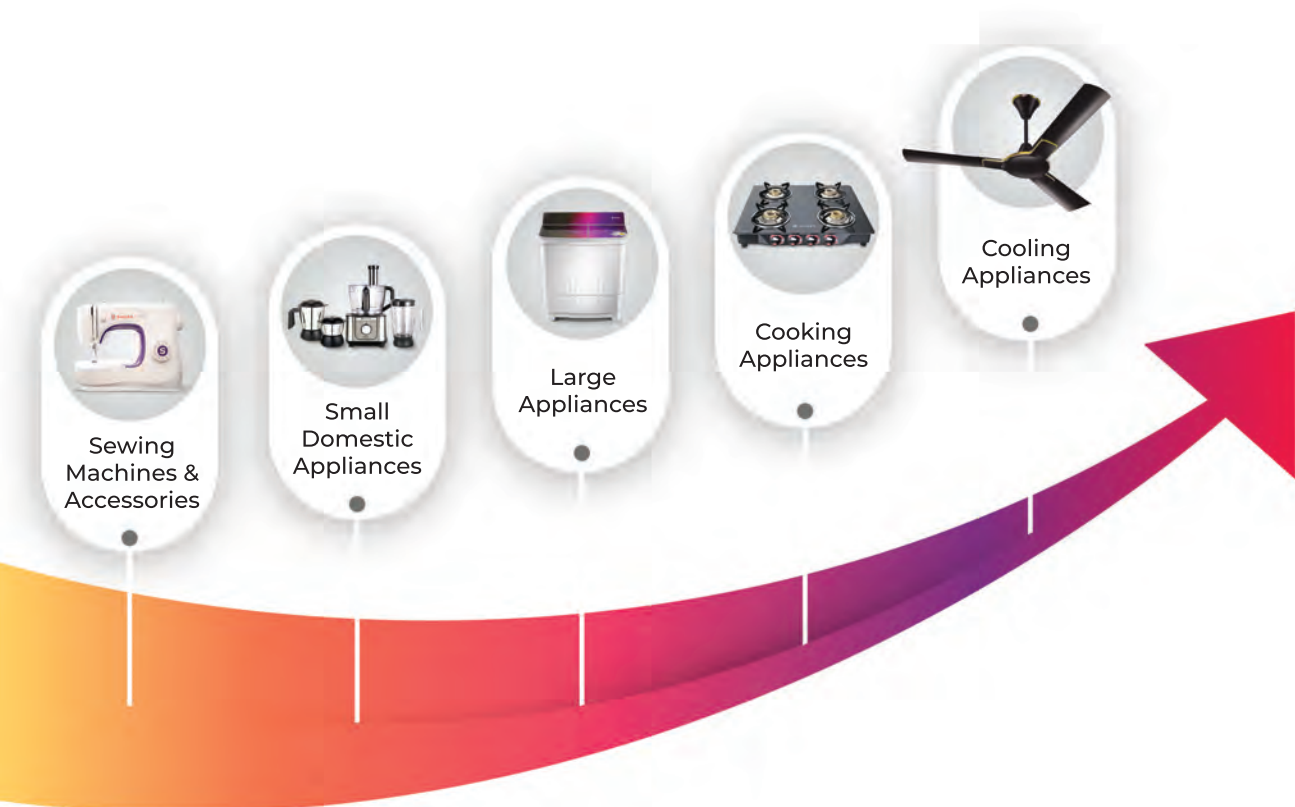 Sewing
Machines &
Accessories
Small
Domestic
Appliances
Large
Appliances
Cooking
Appliances
Cooling
Appliances